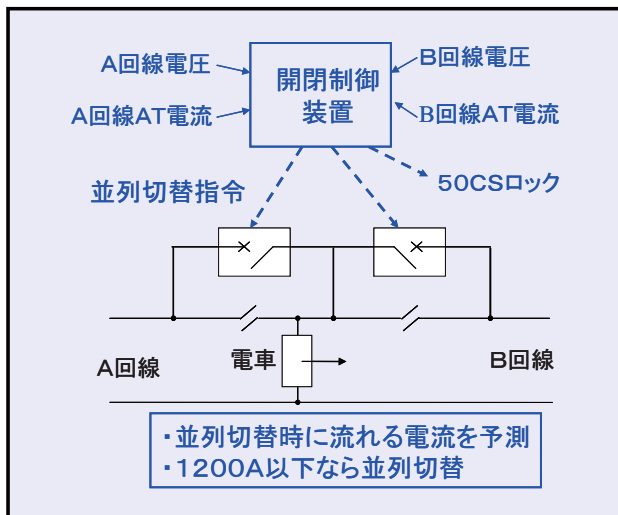 A回線電圧
A回線AT電流
開閉制御
装置
B回線電圧
B回線AT電流
並列切替指令
50CSロック
A回線
電車
B回線
・並列切替時に流れる電流を予測
・1200A以下なら並列切替